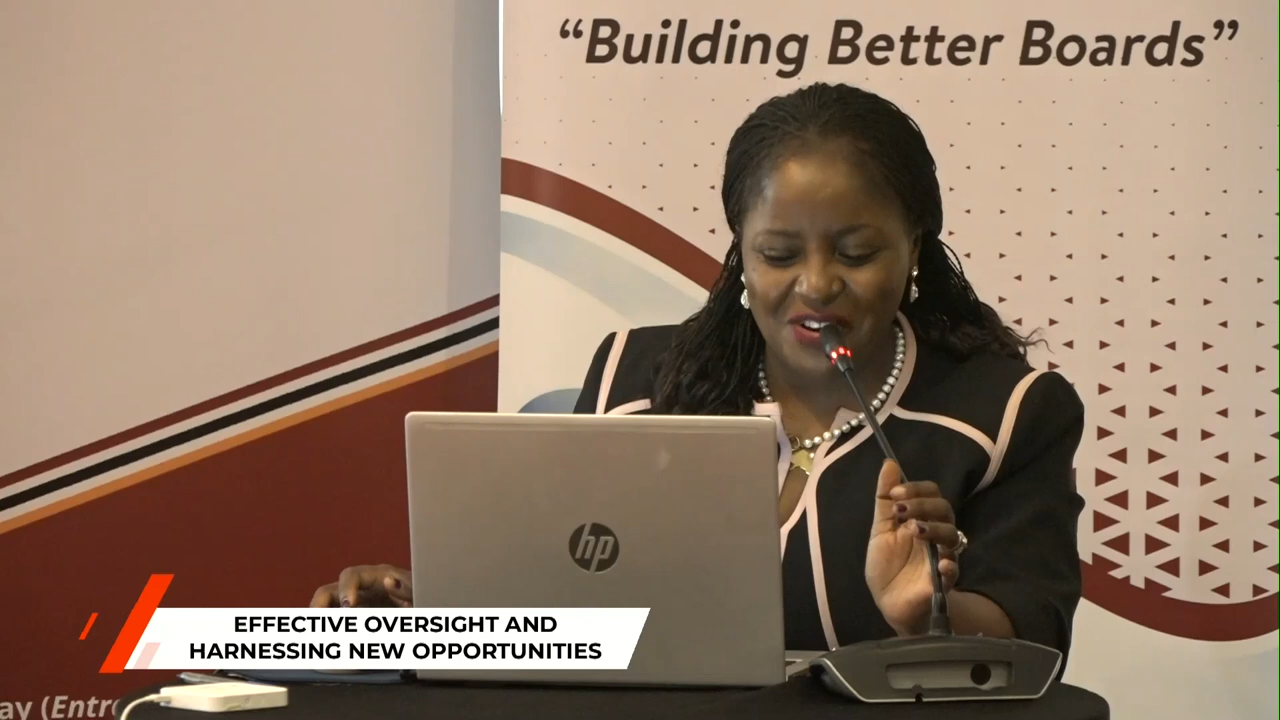 “Building Better Boards”
hp
EFFECTIVE OVERSIGHT AND
HARNESSING NEW OPPORTUNITIES